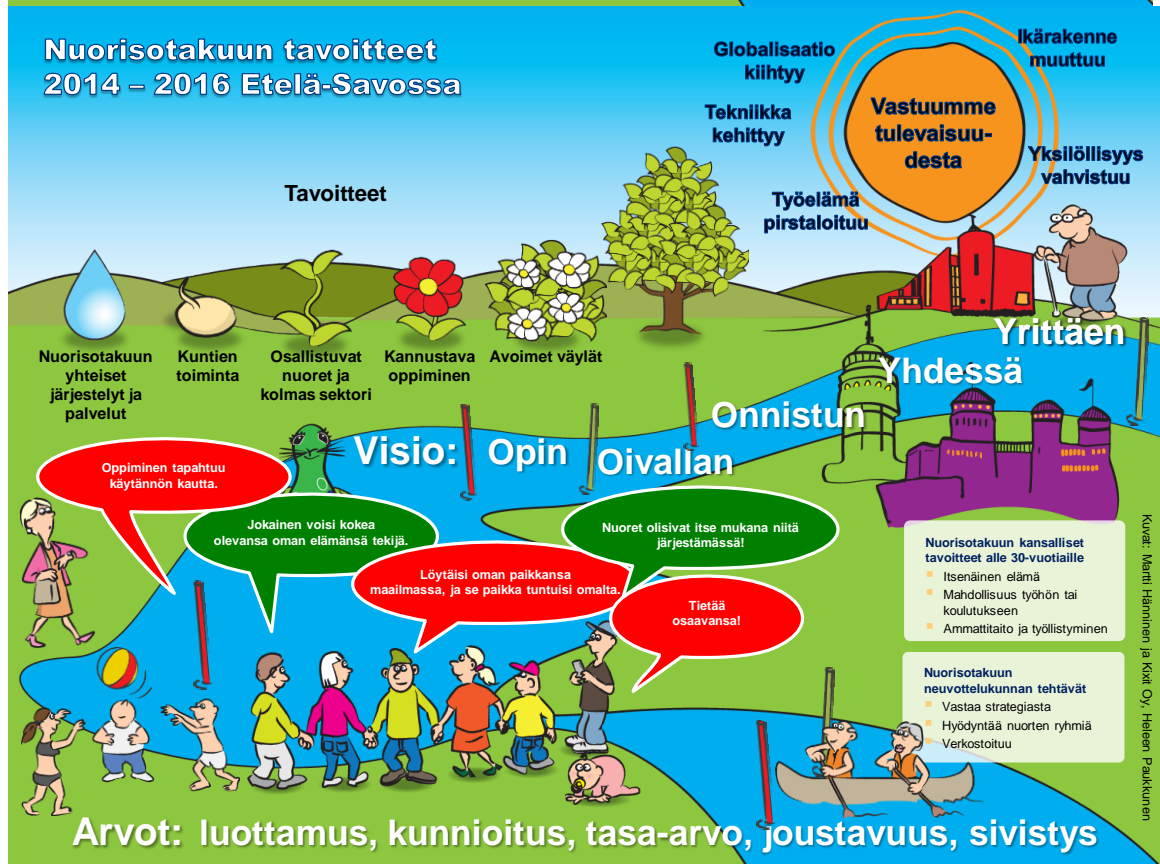 Nuorisotakuun tavoitteet
2014 – 2016 Etelä-Savossa
Globalisaatio
kiihtyy
Ikärakenne
muuttuu
Tekniikka
kehittyy
Vastuumme
tulevaisuu-
desta
Yksilöllisyys
vahvistuu
Työelämä
pirstaloituu
Tavoitteet
Nuorisotakuun
yhteiset
järjestelyt ja
palvelut
Kuntien
toiminta
Osallistuvat
nuoret ja
kolmas sektori
Kannustava
oppiminen
Avoimet väylät
Visio:
Opin
Oivallan
Onnistun
Yhdessä
Yrittäen
Oppiminen tapahtuu
käytännön kautta.
Jokainen voisi kokea
olevansa oman elämänsä tekijä.
Löytäisi oman paikkansa
maailmassa, ja se paikka tuntuisi omalta.
Nuoret olisivat itse mukana niitä
järjestämässä!
Tietää
osaavansa!
Nuorisotakuun kansalliset
tavoitteet alle 30-vuotiaille
Itsenäinen elämä
Mahdollisuus työhön tai
koulutukseen
Ammattitaito ja työllistyminen
Nuorisotakuun
neuvottelukunnan tehtävät
Vastaa strategiasta
Hyödyntää nuorten ryhmiä
Verkostoituu
Kuvat: Martti Hänninen ja Kixit Oy, Heleen Paukkunen
Arvot: luottamus, kunnioitus, tasa-arvo, joustavuus, sivistys